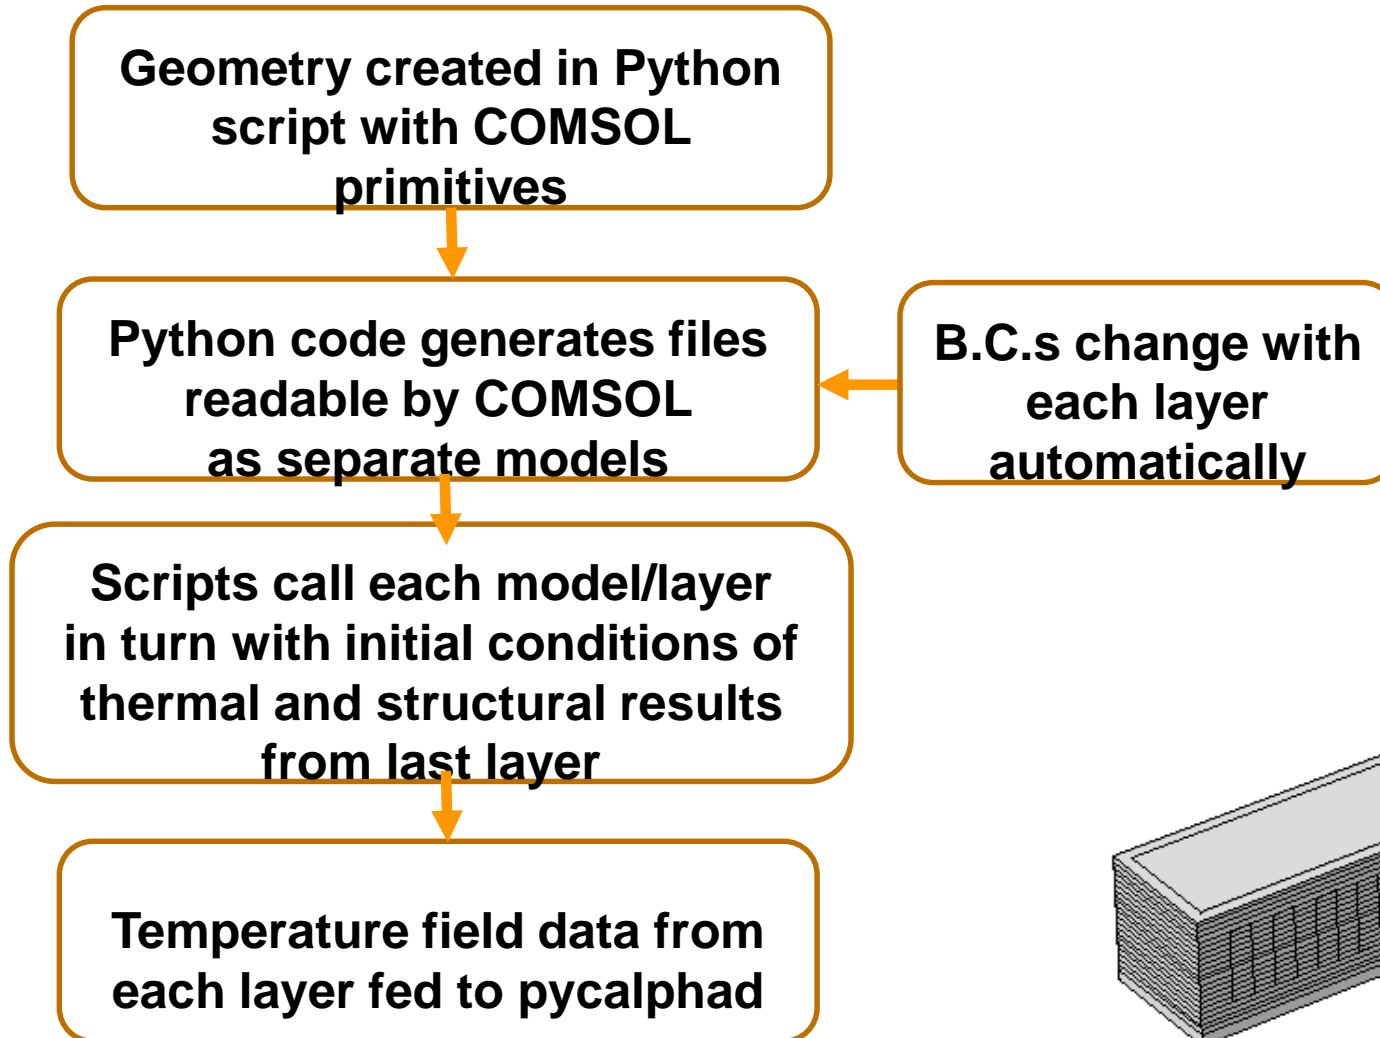 Geometry created in Python
script with COMSOL
primitives
Python code generates files
readable by COMSOL
as separate models
B.C.s change with
each layer
automatically
Scripts call each model/layer
in turn with initial conditions of
thermal and structural results
from last layer
Temperature field data from
each layer fed to pycalphad